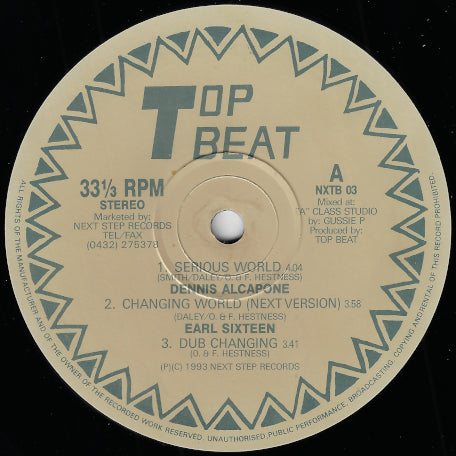 TOP
BEAT
33⅓ RPM
STEREO
Marketed by:
NEXT STEP RECORDS
TEL/FAX
(0432) 275378
A
NXTB 03
Mixed at:
"A" CLASS STUDIO
by: GUSSIE P
Produced by:
TOP BEAT
1. SERIOUS WORLD 4.04
(SMITH/DALEY/O. & F. HESTNESS)
DENNIS ALCAPONE
2. CHANGING WORLD (NEXT VERSION) 3.58
(DALEY/O. & F. HESTNESS)
EARL SIXTEEN
3. DUB CHANGING 3.41
(O. & F. HESTNESS)
(P)(C) 1993 NEXT STEP RECORDS
ALL RIGHTS OF THE MANUFACTURER AND OF THE OWNER OF THE RECORDED WORK RESERVED. UNAUTHORISED PUBLIC PERFORMANCE, BROADCASTING, COPYING AND RENTAL OF THIS RECORD PROHIBITED.